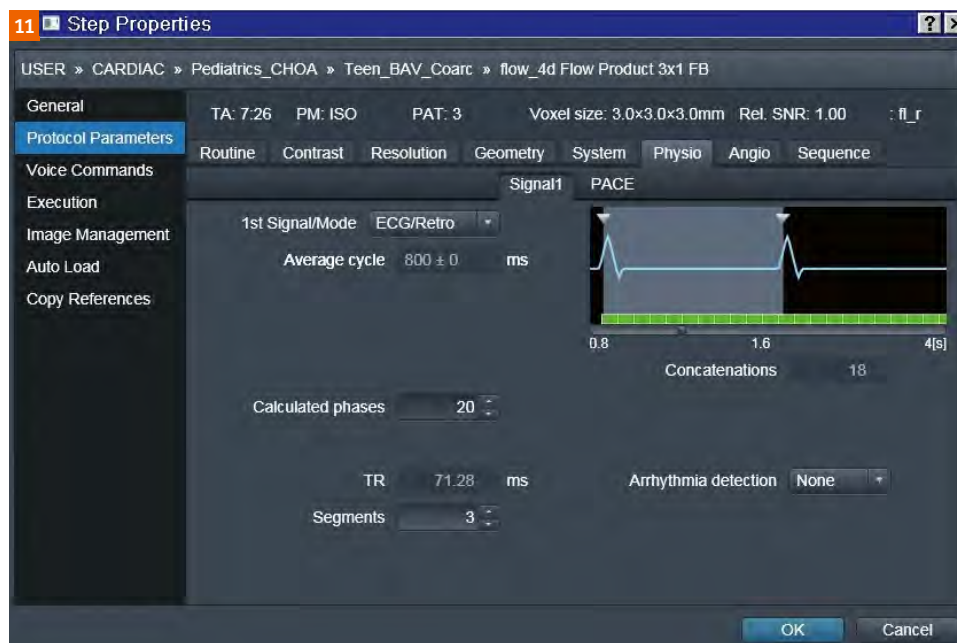 11 Step Properties ? ×
USER » CARDIAC » Pediatrics_CHOA » Teen_BAV_Coarc » flow_4d Flow Product 3x1 FB
General
Protocol Parameters
Voice Commands
Execution
Image Management
Auto Load
Copy References
TA: 7:26 PM: ISO PAT: 3 Voxel size: 3.0×3.0×3.0mm Rel. SNR: 1.00 : fl_r
Routine Contrast Resolution Geometry System Physio Angio Sequence
Signal1 PACE
1st Signal/Mode ECG/Retro
Average cycle 800 ± 0 ms
0.8 1.6 4[s]
Concatenations 18
Calculated phases 20
TR 71.28 ms Arrhythmia detection None
Segments 3
OK Cancel